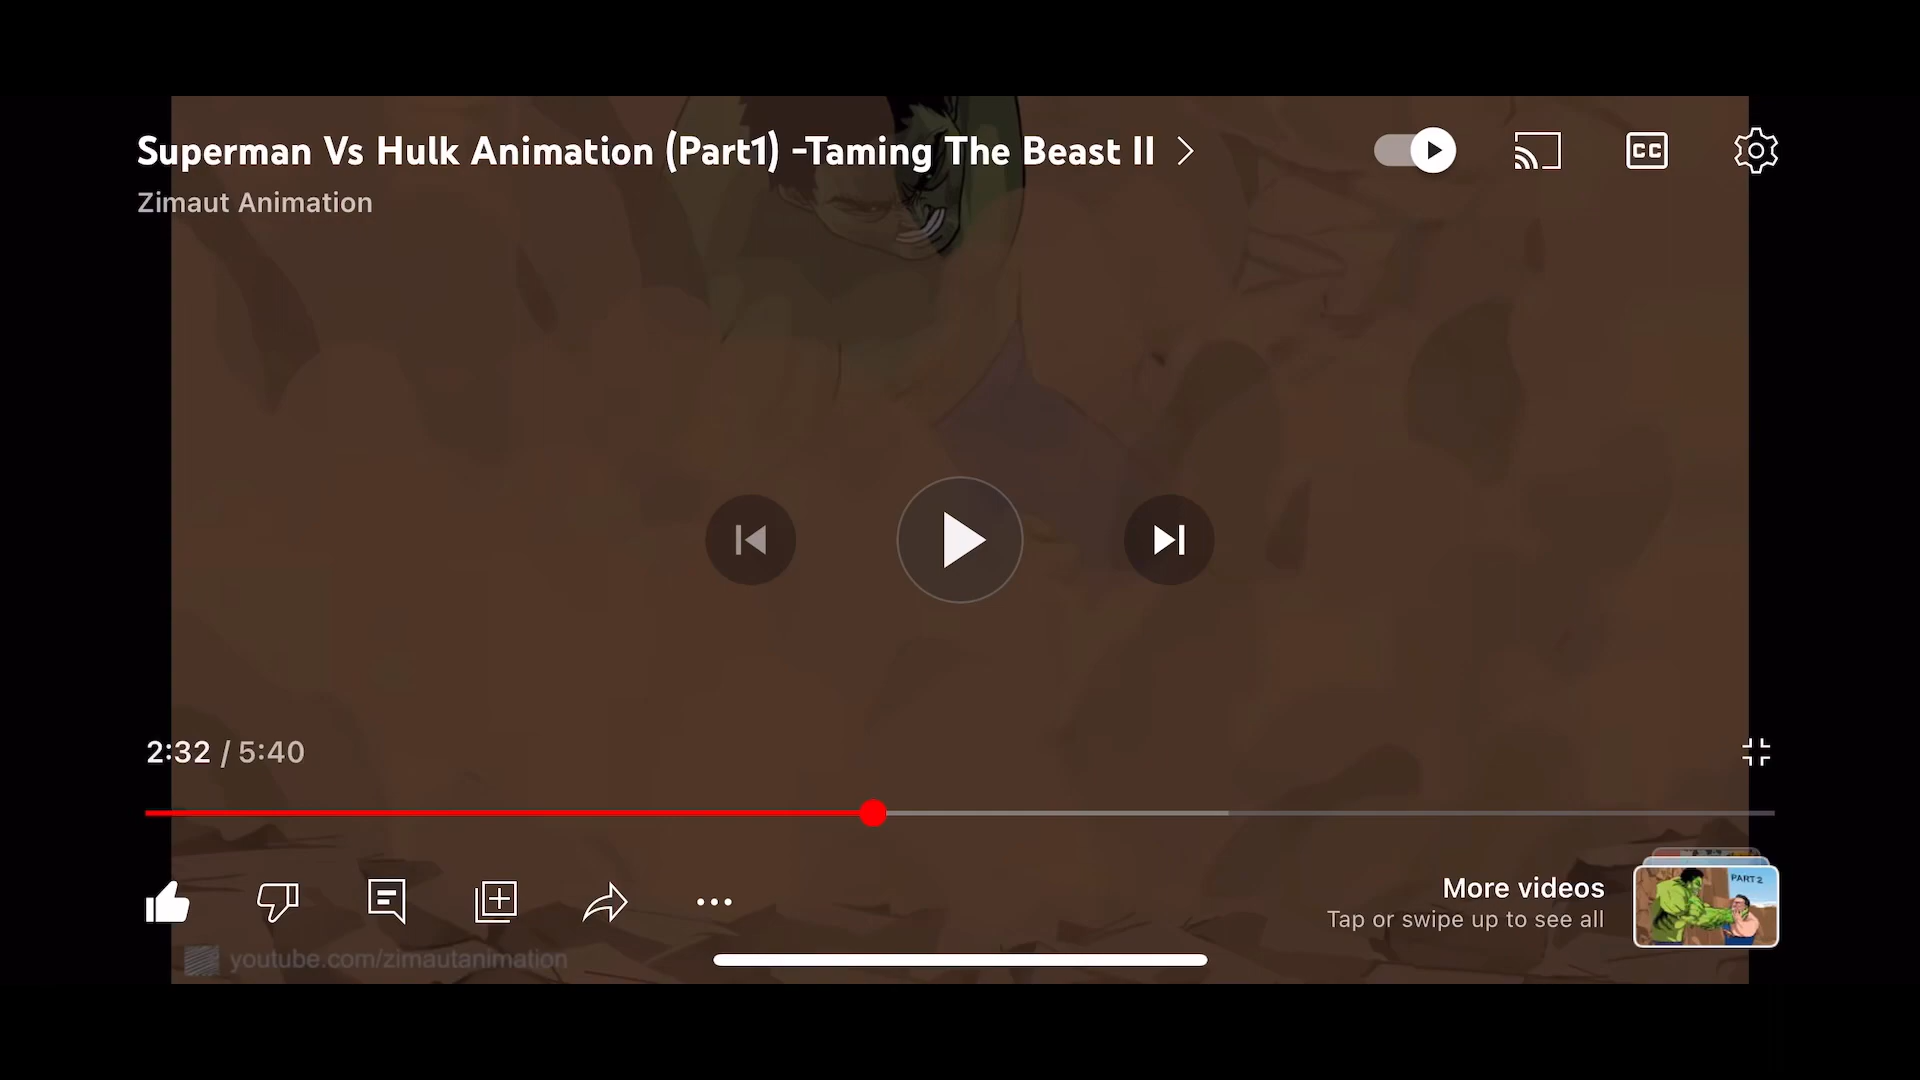 Superman Vs Hulk Animation (Part1) -Taming The Beast II
Zimaut Animation
CC
2:32 / 5:40
More videos
Tap or swipe up to see all
PART 2
youtube.com/zimautanimation